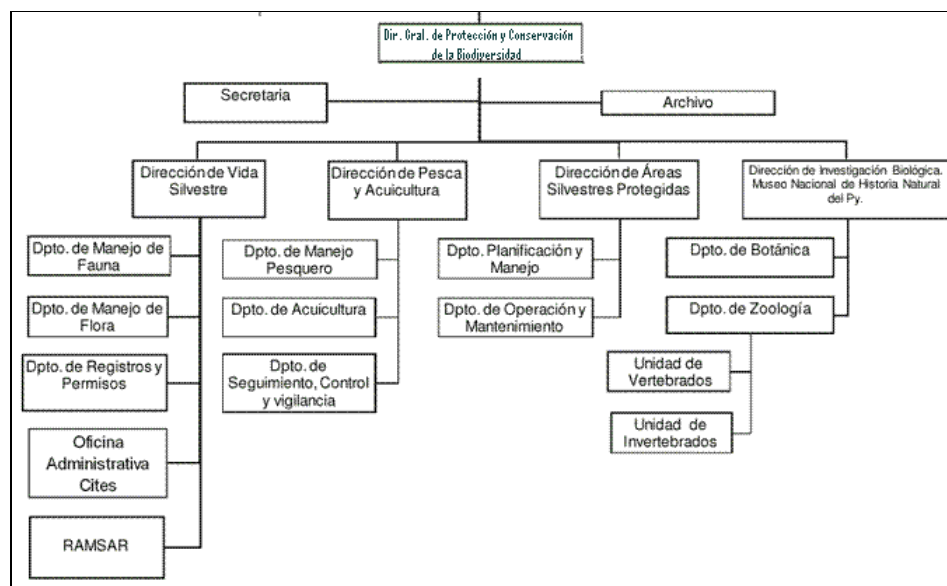 Dir. Gral. de Protección y Conservación
de la Biodiversidad
Secretaria
Archivo
Dirección de Vida
Silvestre
Dpto. de Manejo de
Fauna
Dpto. de Manejo de
Flora
Dpto. de Registros y
Permisos
Oficina
Administrativa
Cites
RAMSAR
Dirección de Pesca
y Acuicultura
Dpto. de Manejo
Pesquero
Dpto. de Acuicultura
Dpto. de
Seguimiento, Control
y vigilancia
Dirección de Áreas
Silvestres Protegidas
Dpto. Planificación y
Manejo
Dpto. de Operación y
Mantenimiento
Dirección de Investigación Biológica.
Museo Nacional de Historia Natural
del Py.
Dpto. de Botánica
Dpto. de Zoología
Unidad de
Vertebrados
Unidad de
Invertebrados